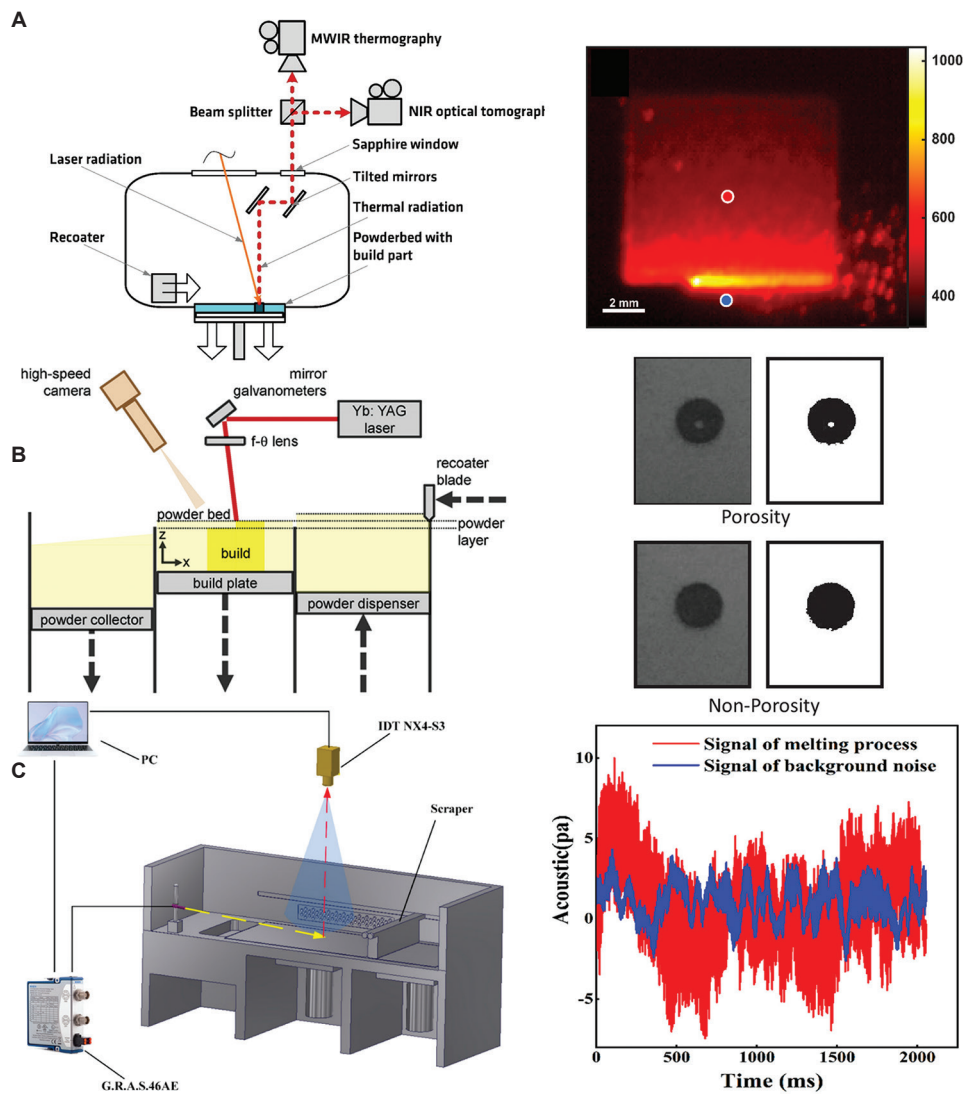 A
MWIR thermography
Beam splitter
NIR optical tomograph
Laser radiation
Sapphire window
Tilted mirrors
Thermal radiation
Recoater
Powderbed with
build part
1000
800
600
400
2 mm
B
high-speed
camera
mirror
galvanometers
Yb: YAG
laser
f-θ lens
recoater
blade
powder bed
powder
layer
z
x
build
build plate
powder collector
powder dispenser
Porosity
Non-Porosity
C
PC
IDT NX4-S3
Scraper
G.R.A.S.46AE
Signal of melting process
Signal of background noise
Acoustic(pa)
10
5
0
-5
0
500
1000
1500
2000
Time (ms)